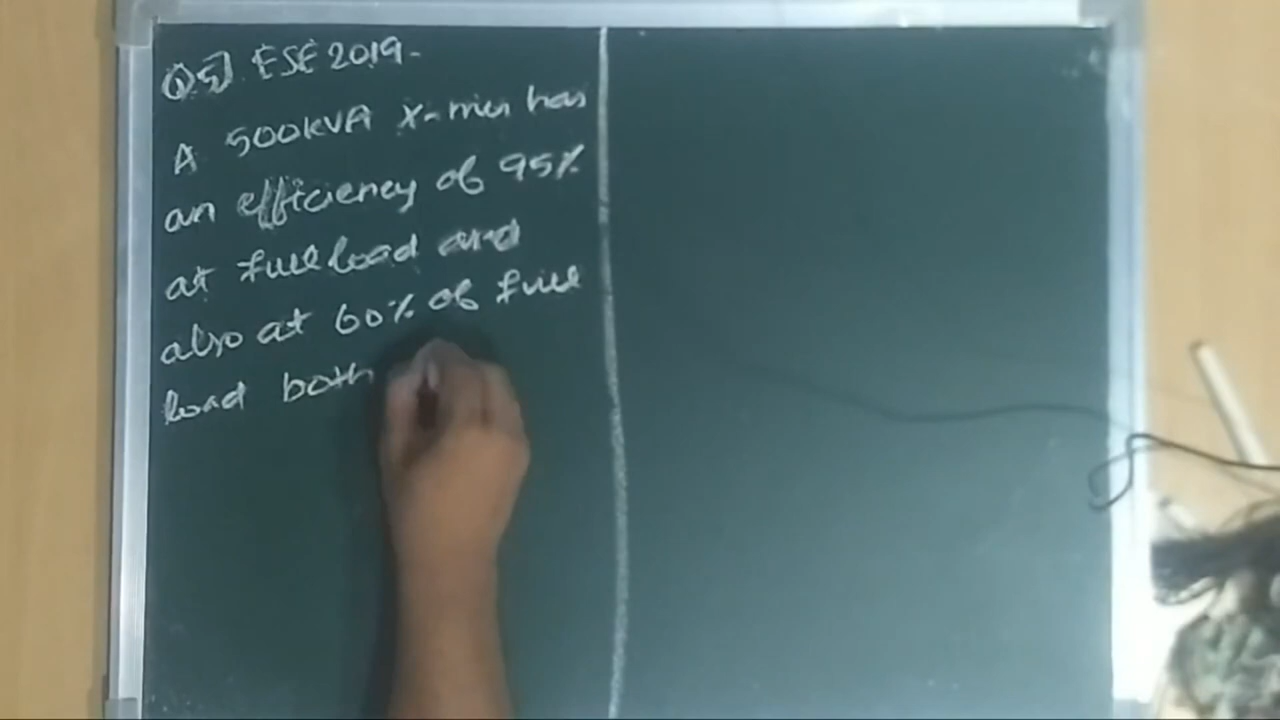 Q5] ESE 2019-
A 500KVA x-mer has
an efficiency of 95%
at full load and
also at 60% of full
load both